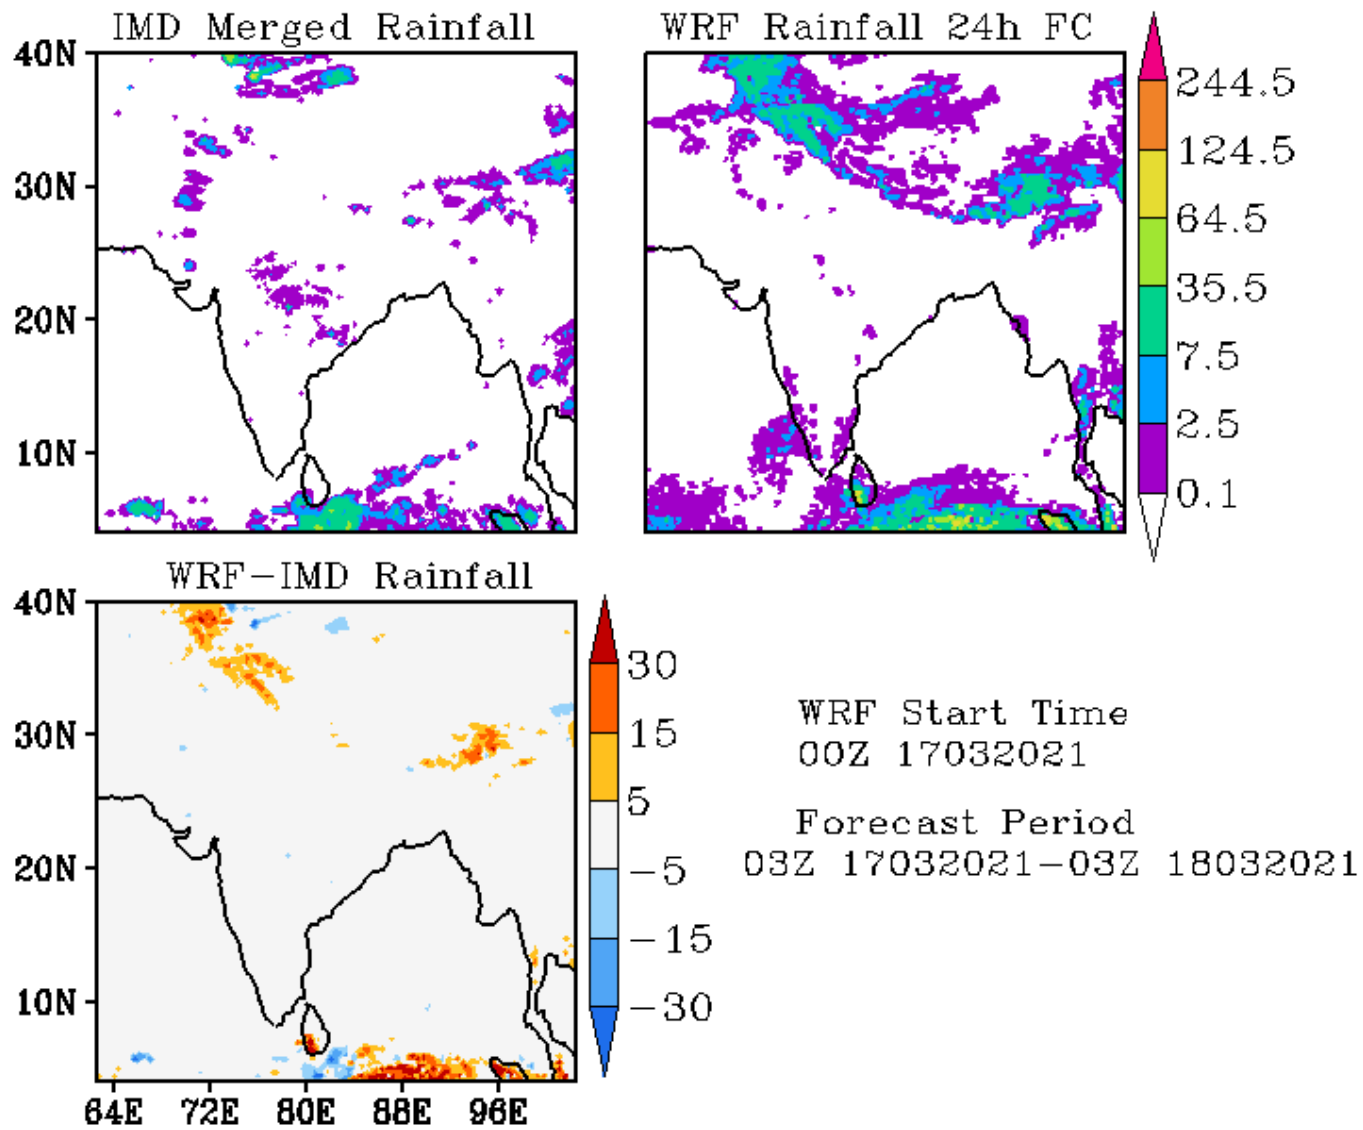 IMD Merged Rainfall
WRF Rainfall 24h FC
40N
30N
20N
10N
244.5
124.5
64.5
35.5
7.5
2.5
0.1
WRF-IMD Rainfall
40N
30N
20N
10N
64E 72E 80E 88E 96E
30
15
5
-5
-15
-30
WRF Start Time
00Z 17032021
Forecast Period
03Z 17032021-03Z 18032021